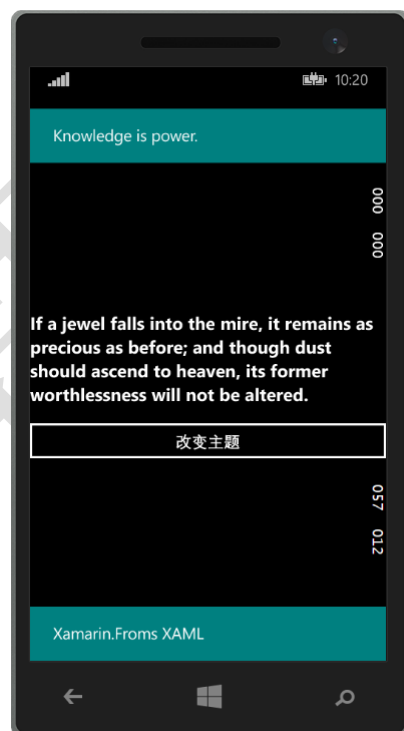 10:20
Knowledge is power.
000 000
If a jewel falls into the mire, it remains as
precious as before; and though dust
should ascend to heaven, its former
worthlessness will not be altered.
改变主题
057 012
Xamarin.Froms XAML